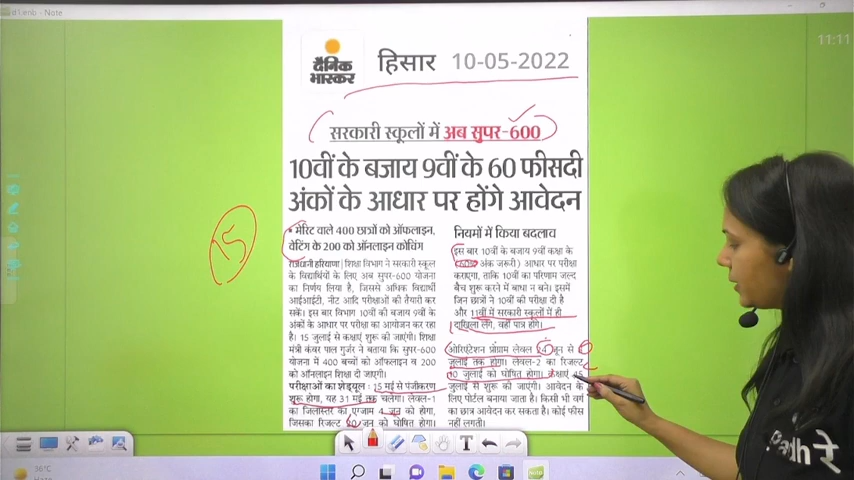 d1.enb - Note
11:11
दैनिक
भास्कर
हिसार 10-05-2022
सरकारी स्कूलों में अब सुपर-600
10वीं के बजाय 9वीं के 60 फीसदी
अंकों के आधार पर होंगे आवेदन
• मेरिट वाले 400 छात्रों को ऑफलाइन,
वेटिंग के 200 को ऑनलाइन कोचिंग
राजधानी हरियाणा | शिक्षा विभाग ने सरकारी स्कूल
के विद्यार्थियों के लिए अब सुपर-600 योजना
का निर्णय लिया है, जिससे अधिक विद्यार्थी
आईआईटी, नीट आदि परीक्षाओं की तैयारी कर
सकें। इस बार विभाग 10वीं की बजाय 9वीं के
अंकों के आधार पर परीक्षा का आयोजन कर रहा
है। 15 जुलाई से कक्षाएं शुरू की जाएंगी। शिक्षा
मंत्री कंवर पाल गुर्जर ने बताया कि सुपर-600
योजना में 400 बच्चों को ऑफलाइन व 200
को ऑनलाइन शिक्षा दी जाएगी।
परीक्षाओं का शेड्यूल : 15 मई से पंजीकरण
शुरू होगा, यह 31 मई तक चलेगा। लेवल-1
का जिलास्तर का एग्जाम 4 जून को होगा,
जिसका रिजल्ट 20 जून को घोषित होगा।
नियमों में किया बदलाव
इस बार 10वीं के बजाय 9वीं कक्षा के
(60% अंक जरूरी) आधार पर परीक्षा
कराएगा, ताकि 10वीं का परिणाम जल्द
बैच शुरू करने में बाधा न बने। इसमें
जिन छात्रों ने 10वीं की परीक्षा दी है
और 11वीं में सरकारी स्कूलों में ही
दाखिला लेंगे, वहीं पात्र होंगे।
ओरिएंटेशन प्रोग्राम लेवल 24 जून से
जुलाई तक होगा। लेवल-2 का रिजल्ट
10 जुलाई को घोषित होगा। कक्षाएं 15
जुलाई से शुरू की जाएंगी। आवेदन के
लिए पोर्टल बनाया जाता है। किसी भी वर्ग
का छात्र आवेदन कर सकता है। कोई फीस
नहीं लगती।
15
36°C
Padh रे